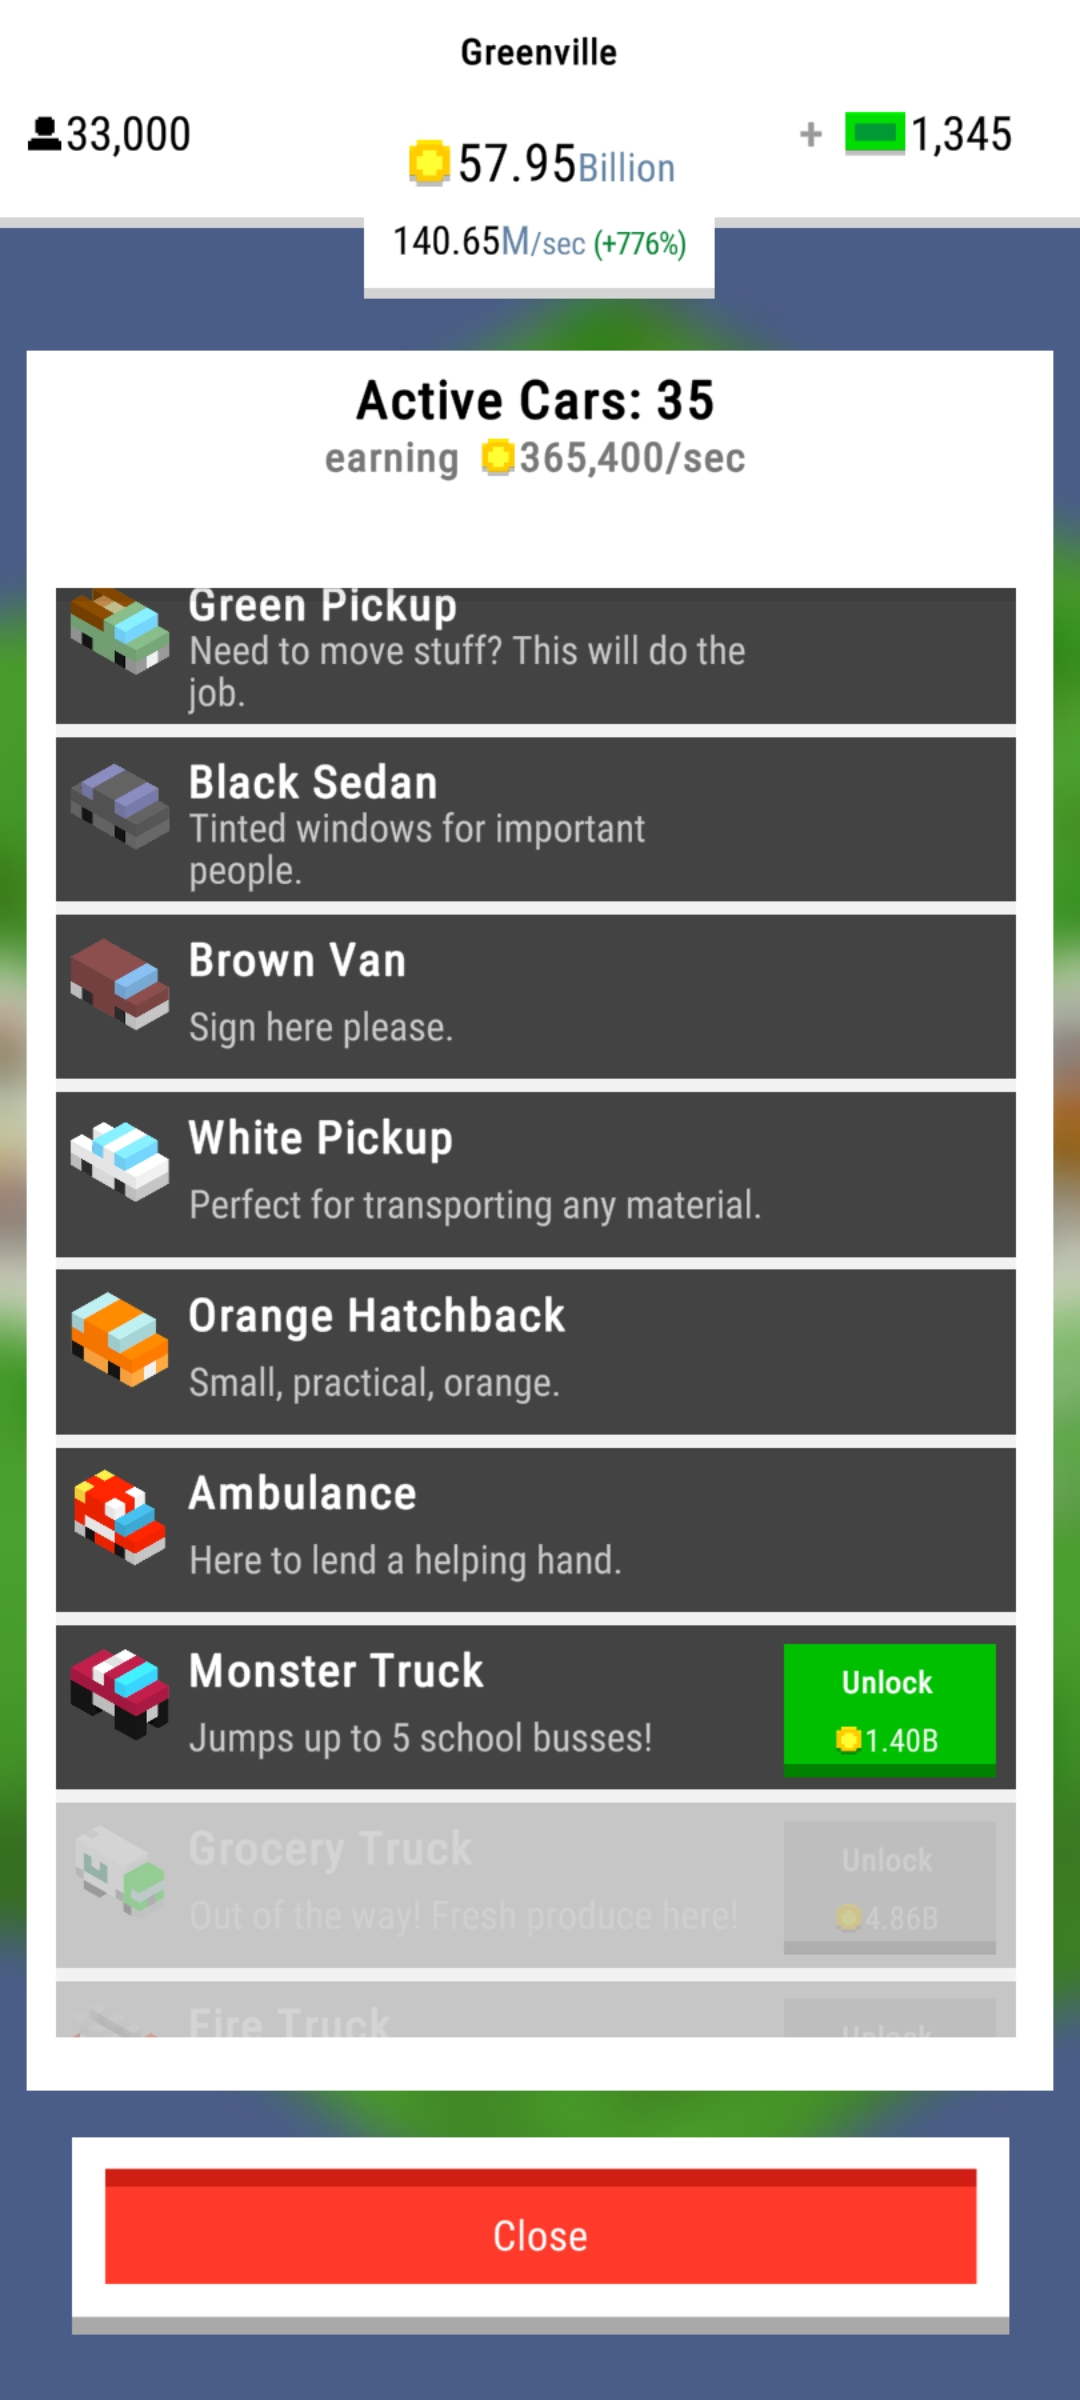 Greenville
33,000
57.95Billion
+ 1,345
140.65M/sec (+776%)
Active Cars: 35
earning 365,400/sec
Green Pickup
Need to move stuff? This will do the
job.
Black Sedan
Tinted windows for important
people.
Brown Van
Sign here please.
White Pickup
Perfect for transporting any material.
Orange Hatchback
Small, practical, orange.
Ambulance
Here to lend a helping hand.
Monster Truck
Jumps up to 5 school busses!
Unlock
1.40B
Grocery Truck
Out of the way! Fresh produce here!
Unlock
4.86B
Fire Truck
Unlock
Close